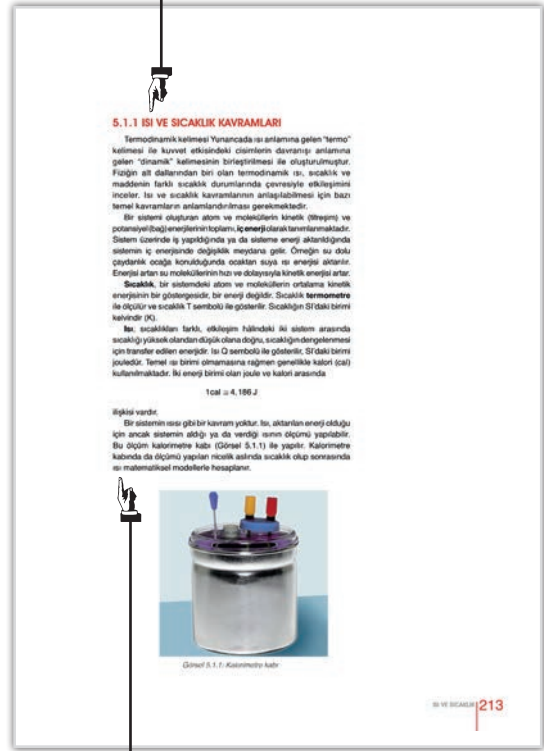 5.1.1 ISI VE SICAKLIK KAVRAMLARI
Termodinamik kelimesi Yunancada ısı anlamına gelen "termo"
kelimesi ile kuvvet etkisindeki cisimlerin davranışı anlamına
gelen "dinamik" kelimesinin birleştirilmesi ile oluşturulmuştur.
Fiziğin alt dallarından biri olan termodinamik ısı, sıcaklık ve
maddenin farklı sıcaklık durumlarında çevresiyle etkileşimini
inceler. Isı ve sıcaklık kavramlarının anlaşılabilmesi için bazı
temel kavramların anlamlandırılması gerekmektedir.
Bir sistemi oluşturan atom ve moleküllerin kinetik (titreşim) ve
potansiyel (bağ) enerjilerinin toplamı, iç enerji olarak tanımlanmaktadır.
Sistem üzerinde iş yapıldığında ya da sisteme enerji aktarıldığında
sistemin iç enerjisinde değişiklik meydana gelir. Örneğin su dolu
çaydanlık ocağa konulduğunda ocaktan suya ısı enerjisi aktarılır.
Enerjisi artan su moleküllerinin hızı ve dolayısıyla kinetik enerjisi artar.
Sıcaklık, bir sistemdeki atom ve moleküllerin ortalama kinetik
enerjisinin bir göstergesidir, bir enerji değildir. Sıcaklık termometre
ile ölçülür ve sıcaklık T sembolü ile gösterilir. Sıcaklığın SI'daki birimi
kelvindir (K).
Isı, sıcaklıkları farklı, etkileşim hâlindeki iki sistem arasında
sıcaklığı yüksek olandan düşük olana doğru, sıcaklığın dengelenmesi
için transfer edilen enerjidir. Isı Q sembolü ile gösterilir, SI'daki birimi
jouledür. Temel ısı birimi olmamasına rağmen genellikle kalori (cal)
kullanılmaktadır. İki enerji birimi olan joule ve kalori arasında
1 cal ≅ 4,186 J
ilişkisi vardır.
Bir sistemin ısısı gibi bir kavram yoktur. Isı, aktarılan enerji olduğu
için ancak sistemin aldığı ya da verdiği ısının ölçümü yapılabilir.
Bu ölçüm kalorimetre kabı (Görsel 5.1.1) ile yapılır. Kalorimetre
kabında da ölçümü yapılan nicelik aslında sıcaklık olup sonrasında
ısı matematiksel modellerle hesaplanır.
Görsel 5.1.1: Kalorimetre kabı
ISI VE SICAKLIK 213